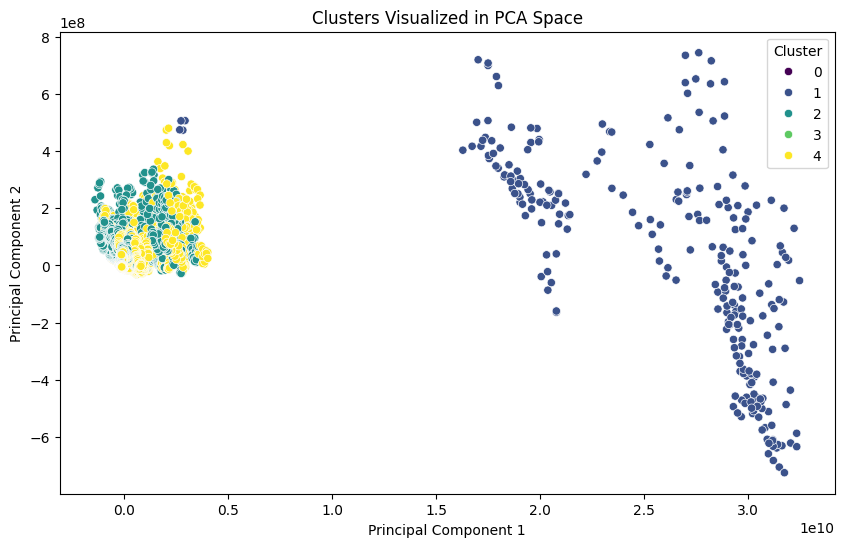 Clusters Visualized in PCA Space
1e8
Cluster
0
1
2
3
4
8
6
4
2
0
−2
−4
−6
Principal Component 2
0.0 0.5 1.0 1.5 2.0 2.5 3.0
1e10
Principal Component 1